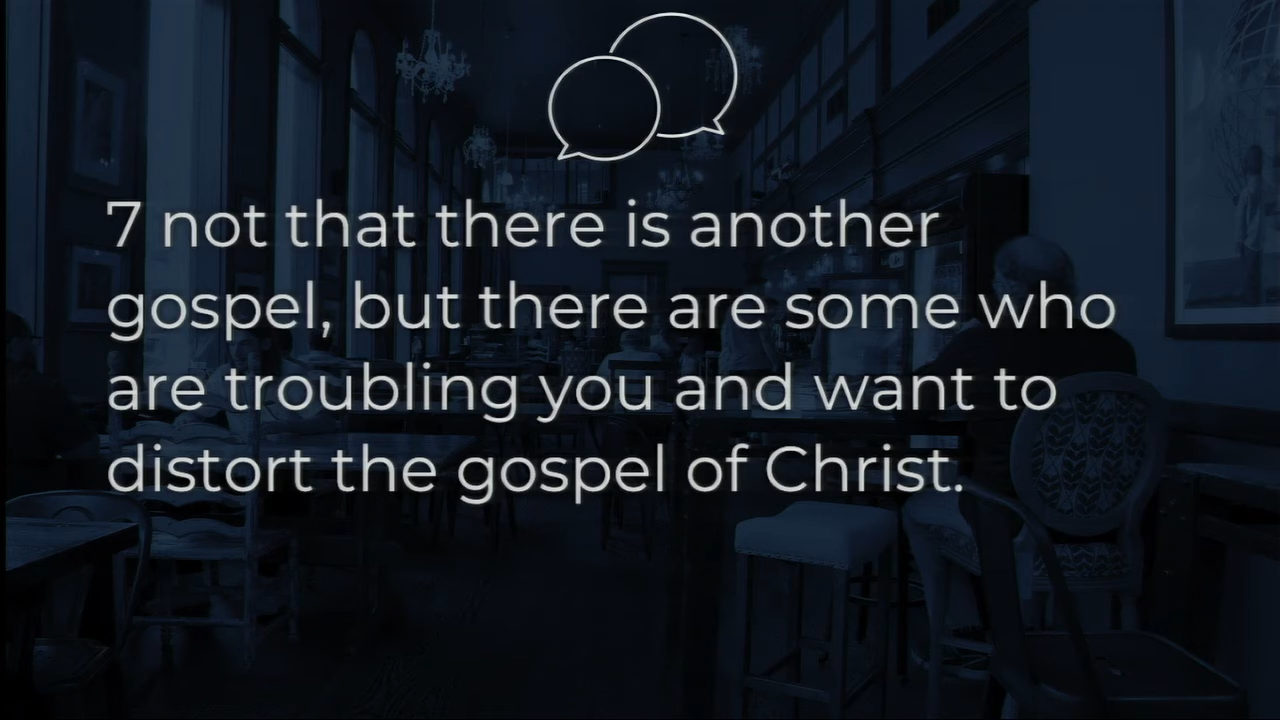 7 not that there is another
gospel, but there are some who
are troubling you and want to
distort the gospel of Christ.